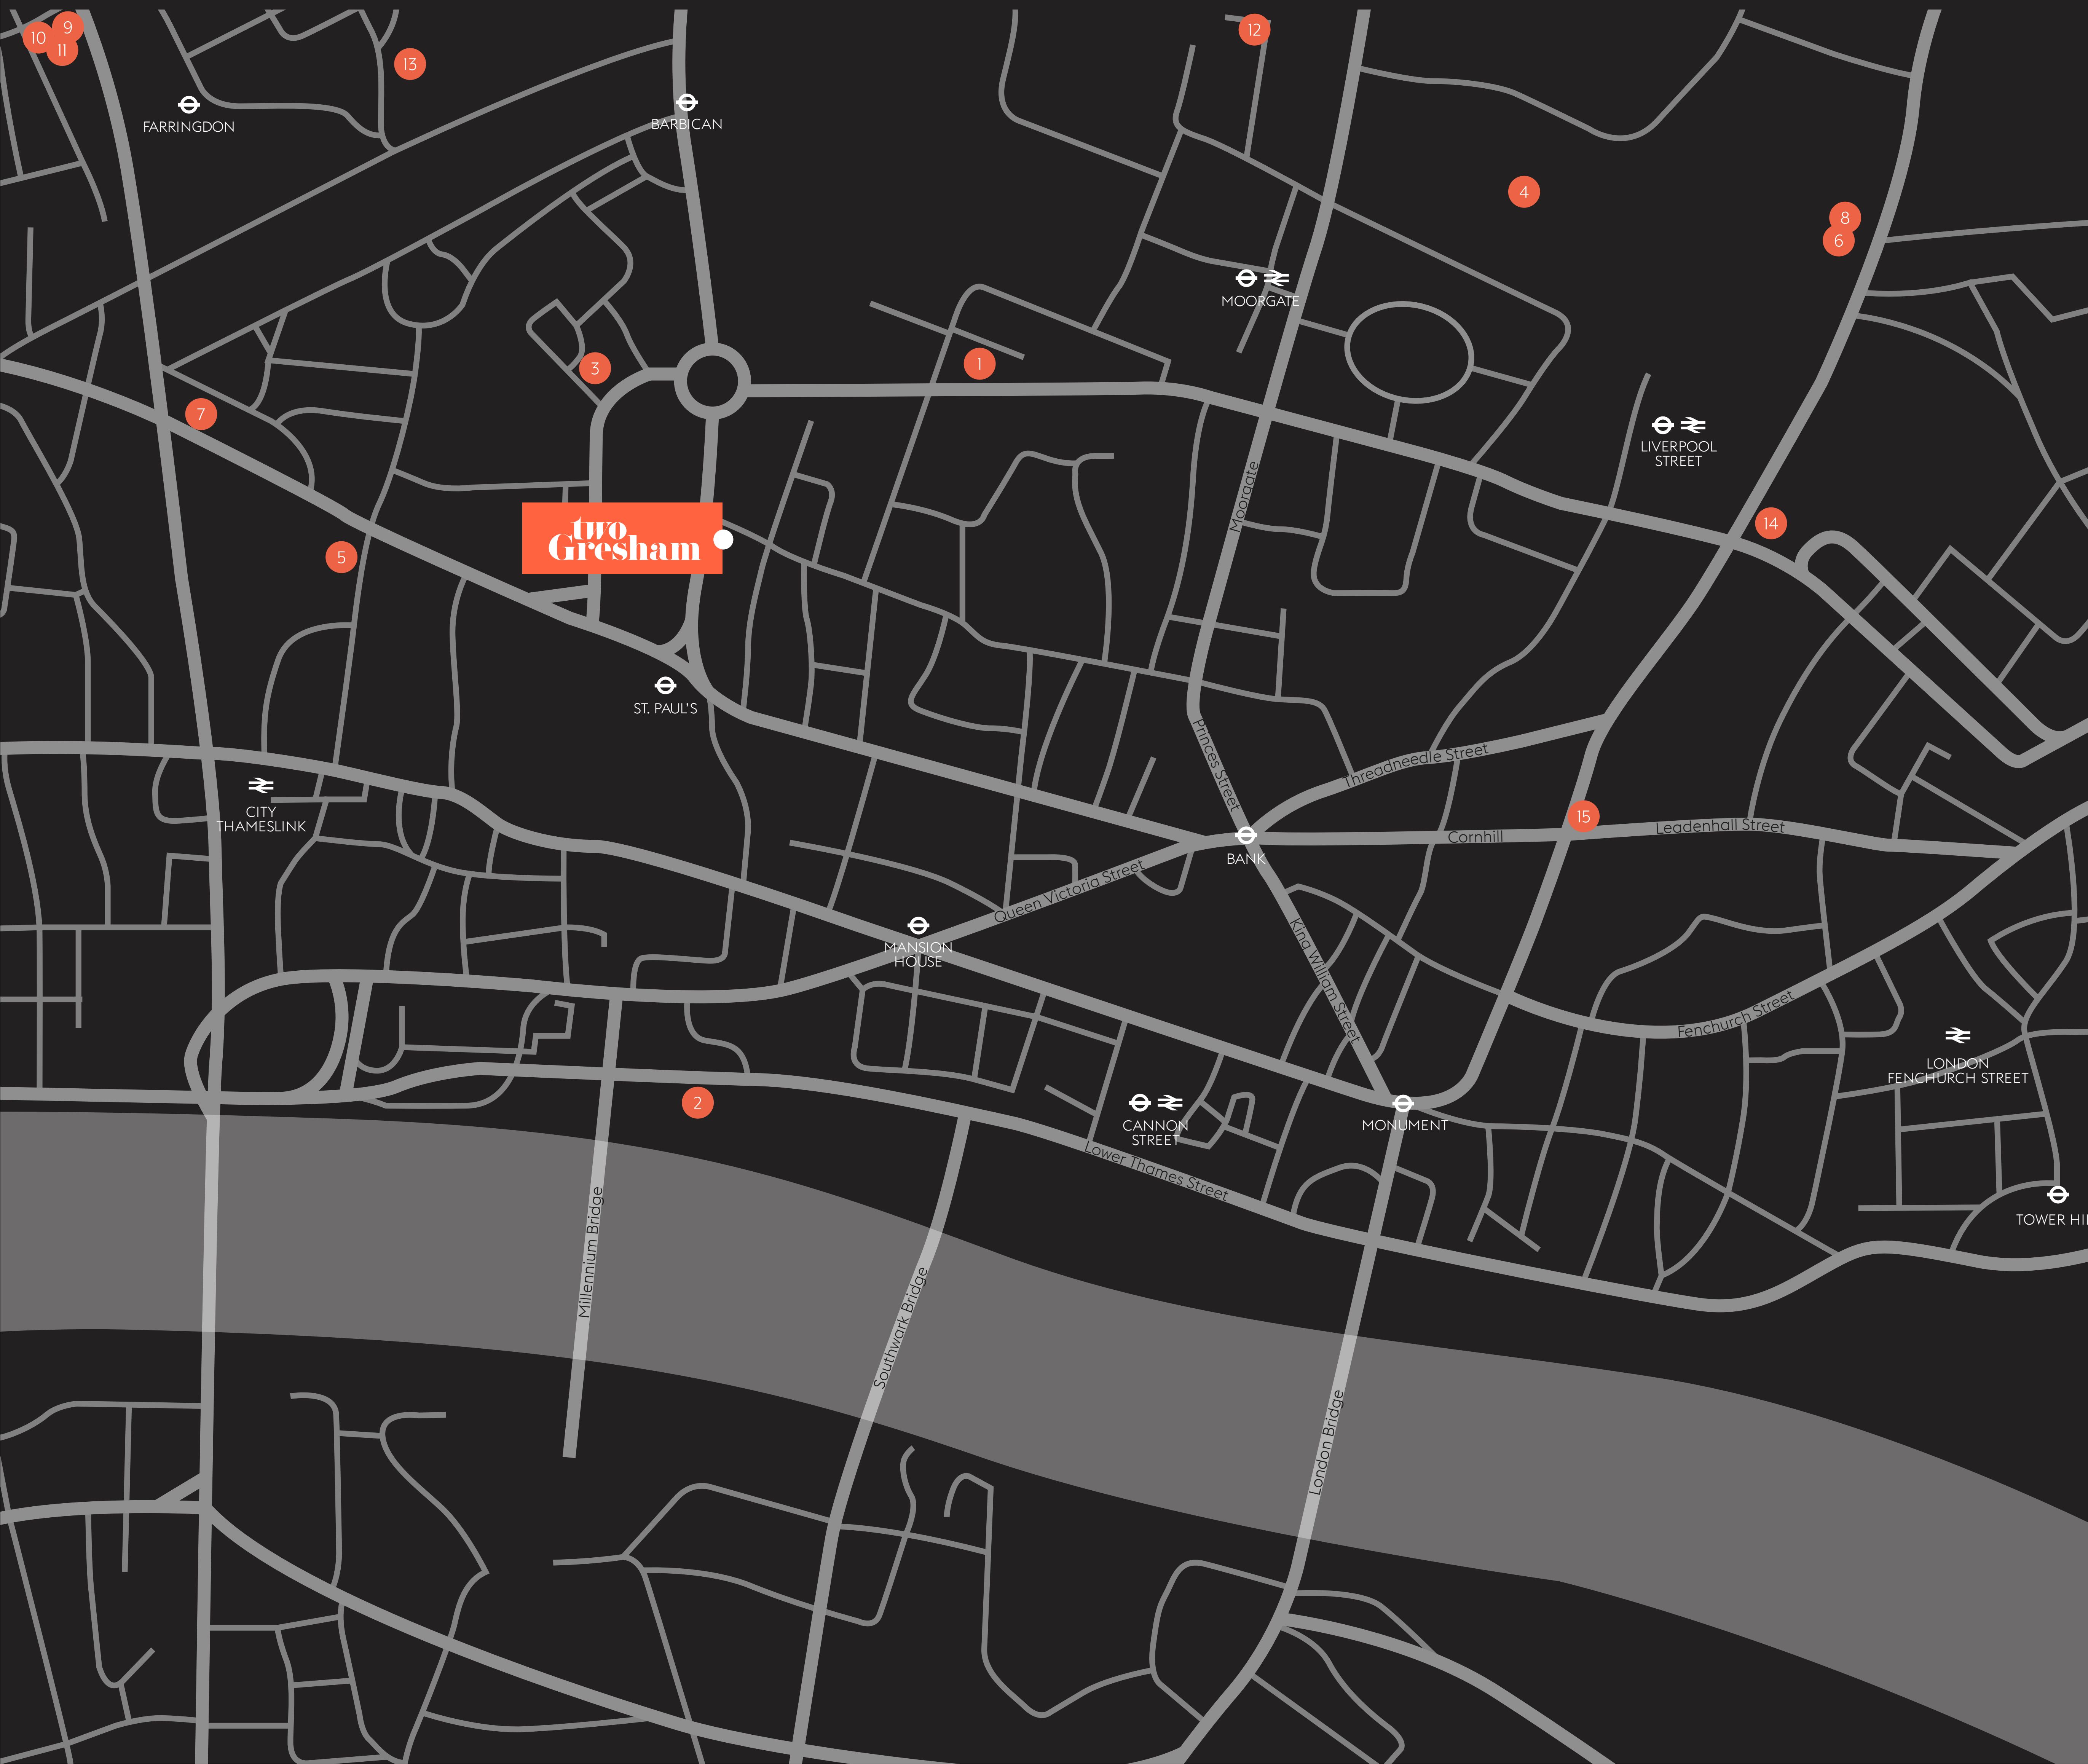 9
10
11
12
13
FARRINGDON
BARBICAN
4
8
6
MOORGATE
3
1
7
LIVERPOOL
STREET
Moorgate
14
two
Gresham
5
ST. PAUL'S
Princes Street
Threadneedle Street
CITY
THAMESLINK
15
Leadenhall Street
Cornhill
BANK
Queen Victoria Street
MANSION
HOUSE
King William Street
Fenchurch Street
LONDON
FENCHURCH STREET
2
CANNON
STREET
MONUMENT
Lower Thames Street
TOWER HIL
Millennium Bridge
Southwark Bridge
London Bridge